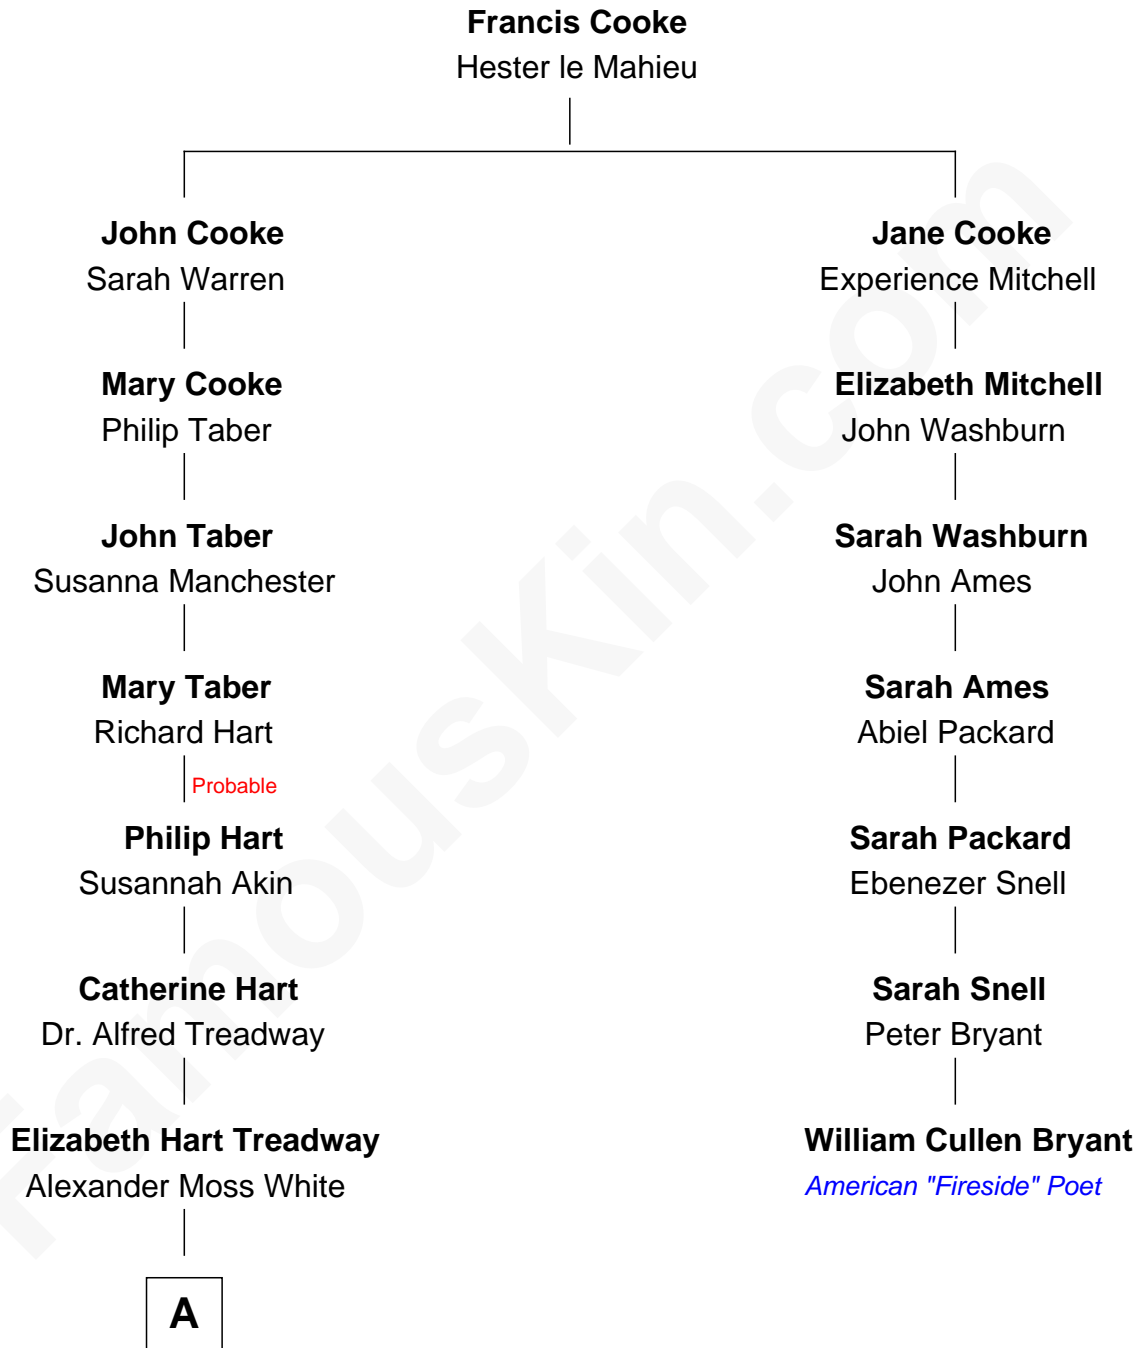 Francis Cooke
Hester le Mahieu
John Cooke
Sarah Warren
Jane Cooke
Experience Mitchell
Mary Cooke
Philip Taber
Elizabeth Mitchell
John Washburn
John Taber
Susanna Manchester
Sarah Washburn
John Ames
Mary Taber
Richard Hart
Sarah Ames
Abiel Packard
Probable
Philip Hart
Susannah Akin
Sarah Packard
Ebenezer Snell
Catherine Hart
Dr. Alfred Treadway
Sarah Snell
Peter Bryant
Elizabeth Hart Treadway
Alexander Moss White
William Cullen Bryant
American "Fireside" Poet
A
FamousKin.com